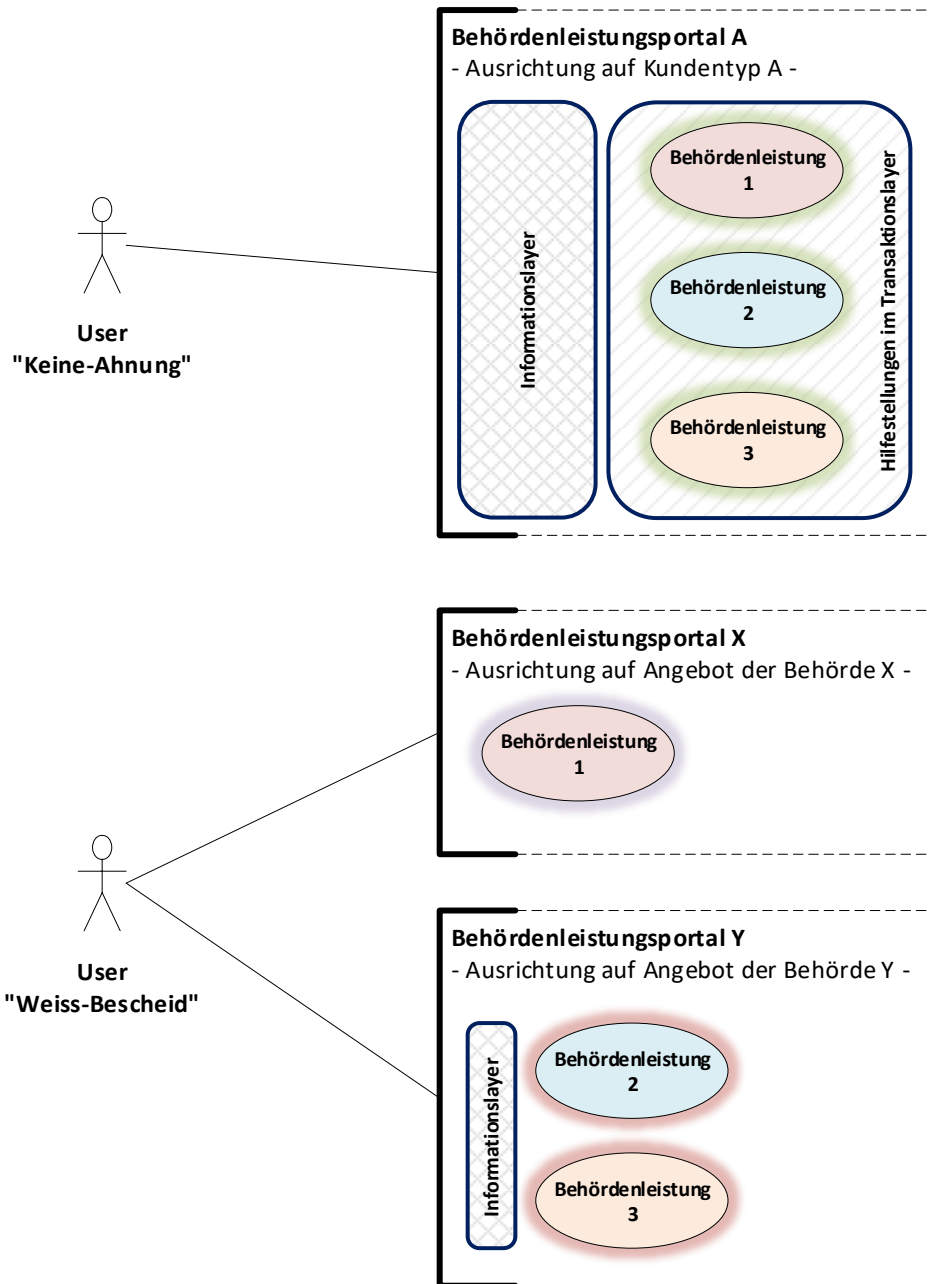 Behördenleistungsportal A
- Ausrichtung auf Kundentyp A -
Informationslayer
Behördenleistung
1
Behördenleistung
2
Behördenleistung
3
Hilfestellungen im Transaktionslayer
User
"Keine-Ahnung"
Behördenleistungsportal X
- Ausrichtung auf Angebot der Behörde X -
Behördenleistung
1
User
"Weiss-Bescheid"
Behördenleistungsportal Y
- Ausrichtung auf Angebot der Behörde Y -
Informationslayer
Behördenleistung
2
Behördenleistung
3